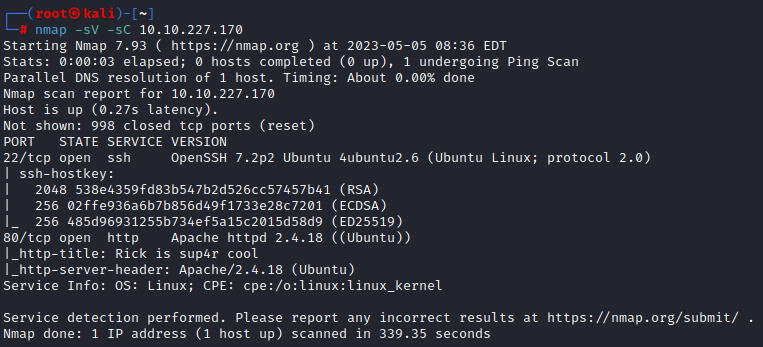 ┌──(root㉿kali)-[~]
└─# nmap -sV -sC 10.10.227.170
Starting Nmap 7.93 ( https://nmap.org ) at 2023-05-05 08:36 EDT
Stats: 0:00:03 elapsed; 0 hosts completed (0 up), 1 undergoing Ping Scan
Parallel DNS resolution of 1 host. Timing: About 0.00% done
Nmap scan report for 10.10.227.170
Host is up (0.27s latency).
Not shown: 998 closed tcp ports (reset)
PORT   STATE SERVICE VERSION
22/tcp open  ssh     OpenSSH 7.2p2 Ubuntu 4ubuntu2.6 (Ubuntu Linux; protocol 2.0)
| ssh-hostkey:
|   2048 538e4359fd83b547b2d526cc57457b41 (RSA)
|   256 02ffe936a6b7b856d49f1733e28c7201 (ECDSA)
|_  256 485d96931255b734ef5a15c2015d58d9 (ED25519)
80/tcp open  http    Apache httpd 2.4.18 ((Ubuntu))
|_http-title: Rick is sup4r cool
|_http-server-header: Apache/2.4.18 (Ubuntu)
Service Info: OS: Linux; CPE: cpe:/o:linux:linux_kernel

Service detection performed. Please report any incorrect results at https://nmap.org/submit/ .
Nmap done: 1 IP address (1 host up) scanned in 339.35 seconds